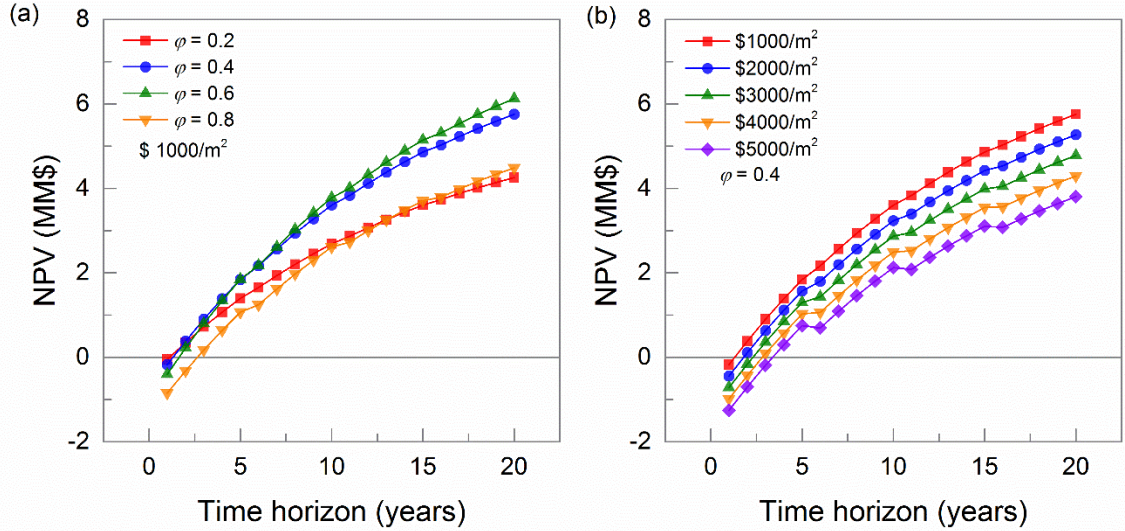 (a)
NPV (MM$)
8
6
4
2
0
-2
φ = 0.2
φ = 0.4
φ = 0.6
φ = 0.8
$ 1000/m²
0 5 10 15 20
Time horizon (years)
(b)
NPV (MM$)
8
6
4
2
0
-2
$1000/m²
$2000/m²
$3000/m²
$4000/m²
$5000/m²
φ = 0.4
0 5 10 15 20
Time horizon (years)